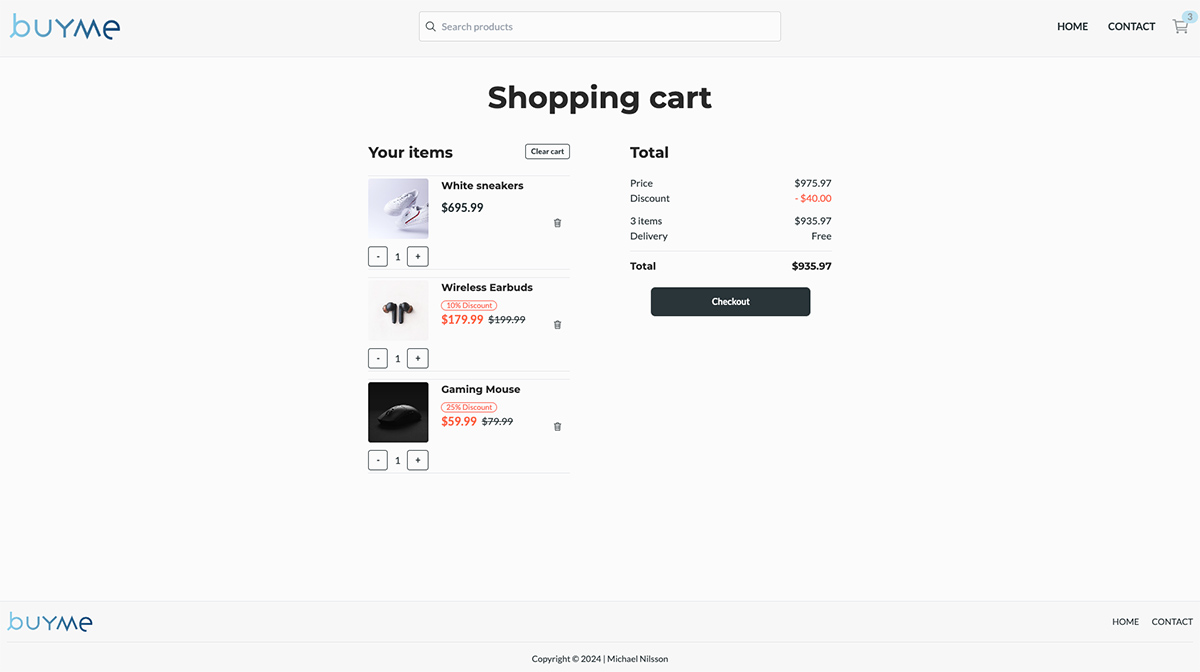 buyme
Search products
HOME CONTACT 3
Shopping cart
Your items Clear cart
White sneakers
$695.99
- 1 +
Wireless Earbuds
10% Discount
$179.99 $199.99
- 1 +
Gaming Mouse
25% Discount
$59.99 $79.99
- 1 +
Total
Price $975.97
Discount - $40.00
3 items $935.97
Delivery Free
Total $935.97
Checkout
buyme
HOME CONTACT
Copyright © 2024 | Michael Nilsson